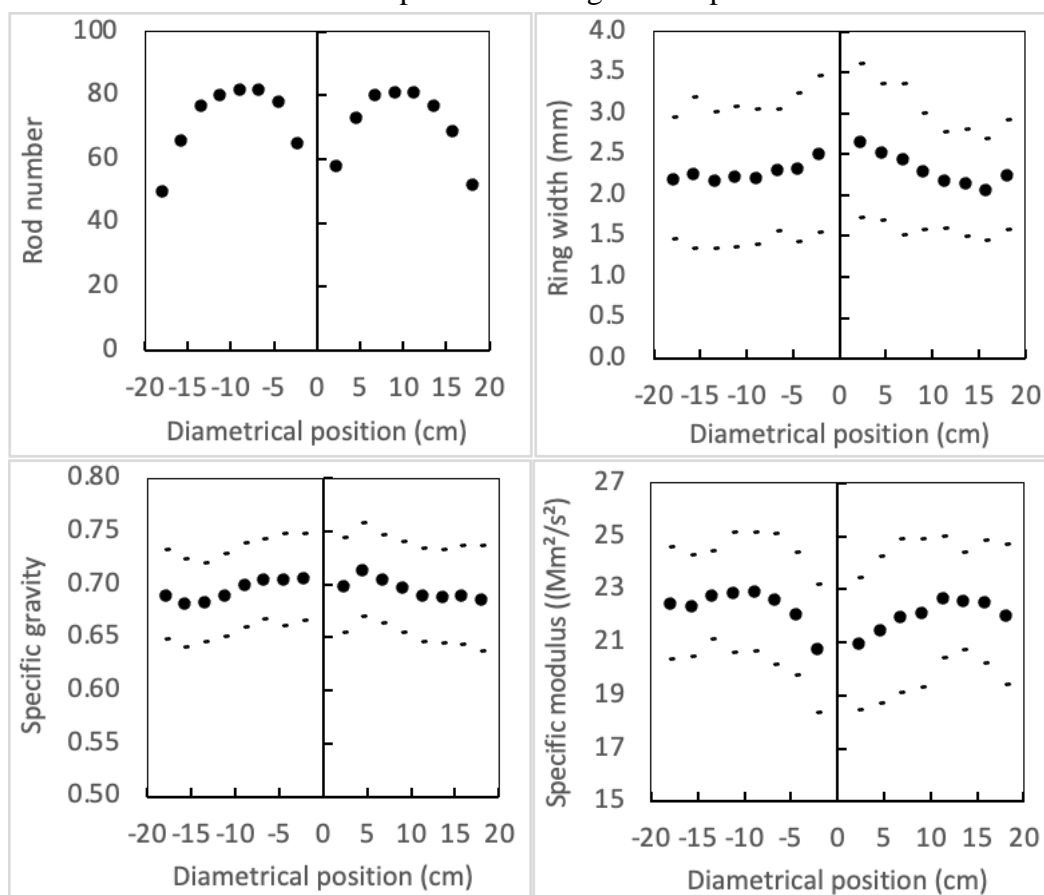 100
80
60
40
20
0
Rod number
-20 -15 -10 -5 0 5 10 15 20
Diametrical position (cm)
4.0
3.5
3.0
2.5
2.0
1.5
1.0
0.5
0.0
Ring width (mm)
-20 -15 -10 -5 0 5 10 15 20
Diametrical position (cm)
0.80
0.75
0.70
0.65
0.60
0.55
0.50
Specific gravity
-20 -15 -10 -5 0 5 10 15 20
Diametrical position (cm)
27
25
23
21
19
17
15
Specific modulus ((Mm²/s²)
-20 -15 -10 -5 0 5 10 15 20
Diametrical position (cm)